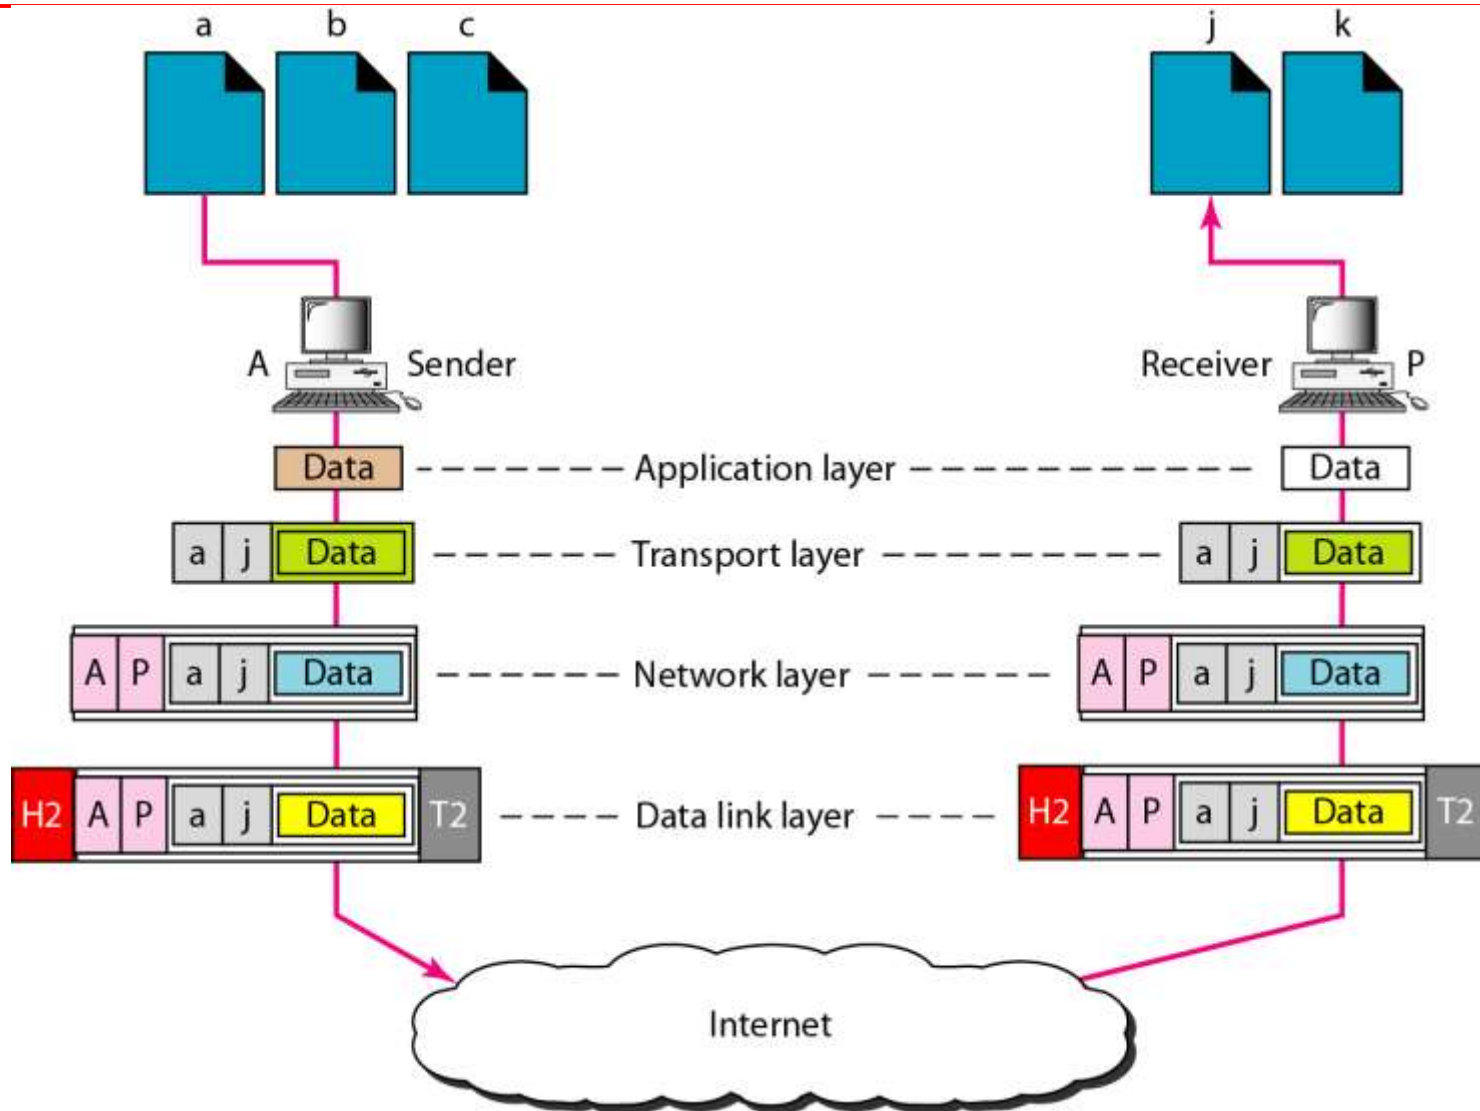 a b c j k
A Sender Receiver P
Data Application layer Data
a j Data Transport layer a j Data
A P a j Data Network layer A P a j Data
H2 A P a j Data T2 Data link layer H2 A P a j Data T2
Internet